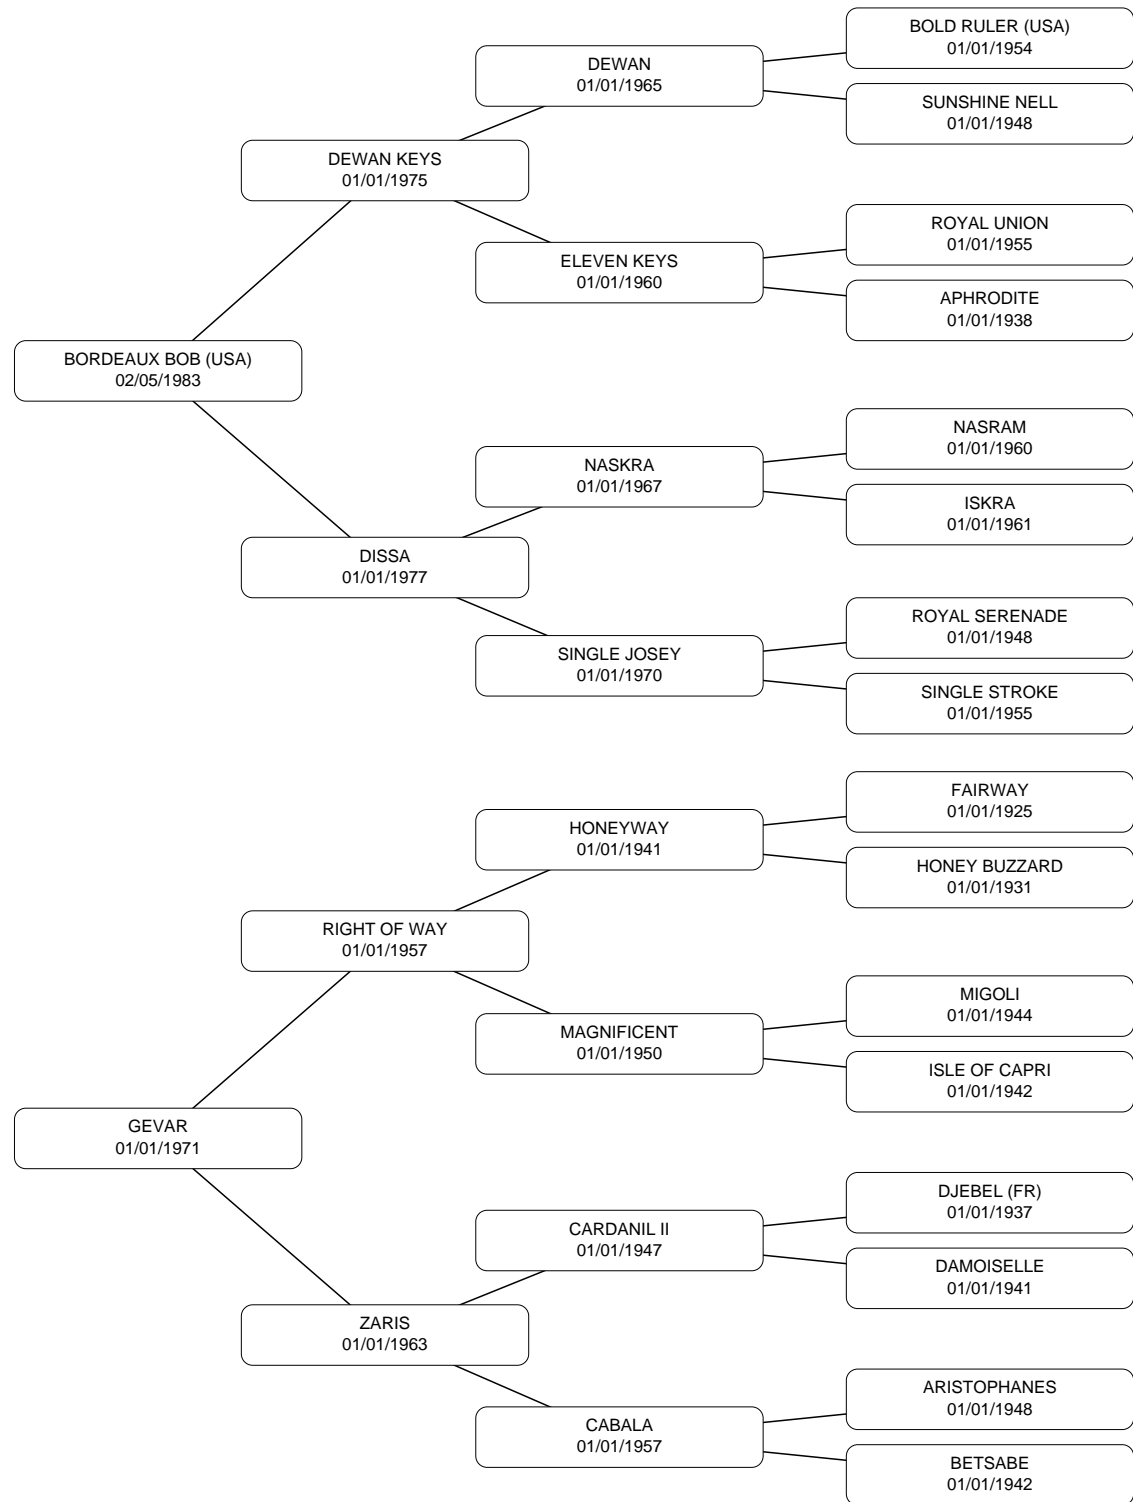 BOLD RULER (USA)
01/01/1954
DEWAN
01/01/1965
SUNSHINE NELL
01/01/1948
DEWAN KEYS
01/01/1975
ROYAL UNION
01/01/1955
ELEVEN KEYS
01/01/1960
APHRODITE
01/01/1938
BORDEAUX BOB (USA)
02/05/1983
NASRAM
01/01/1960
NASKRA
01/01/1967
ISKRA
01/01/1961
DISSA
01/01/1977
ROYAL SERENADE
01/01/1948
SINGLE JOSEY
01/01/1970
SINGLE STROKE
01/01/1955
FAIRWAY
01/01/1925
HONEYWAY
01/01/1941
HONEY BUZZARD
01/01/1931
RIGHT OF WAY
01/01/1957
MIGOLI
01/01/1944
MAGNIFICENT
01/01/1950
ISLE OF CAPRI
01/01/1942
GEVAR
01/01/1971
DJEBEL (FR)
01/01/1937
CARDANIL II
01/01/1947
DAMOISELLE
01/01/1941
ZARIS
01/01/1963
ARISTOPHANES
01/01/1948
CABALA
01/01/1957
BETSABE
01/01/1942